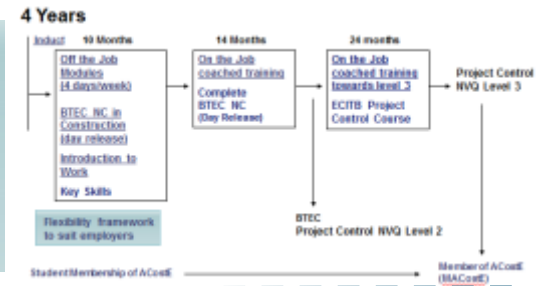 4 Years
Induct
10 Months
14 Months
24 months
Off the Job
Modules
(4 days/week)
BTEC NC in
Construction
(day release)
Introduction to
Work
Key Skills
On the Job
coached training
Complete
BTEC NC
(Day Release)
On the Job
coached training
towards level 3
ECITB Project
Control Course
Project Control
NVQ Level 3
BTEC
Project Control NVQ Level 2
Flexibility framework
to suit employers
Student Membership of ACostE
Member of ACostE
(MACostE)